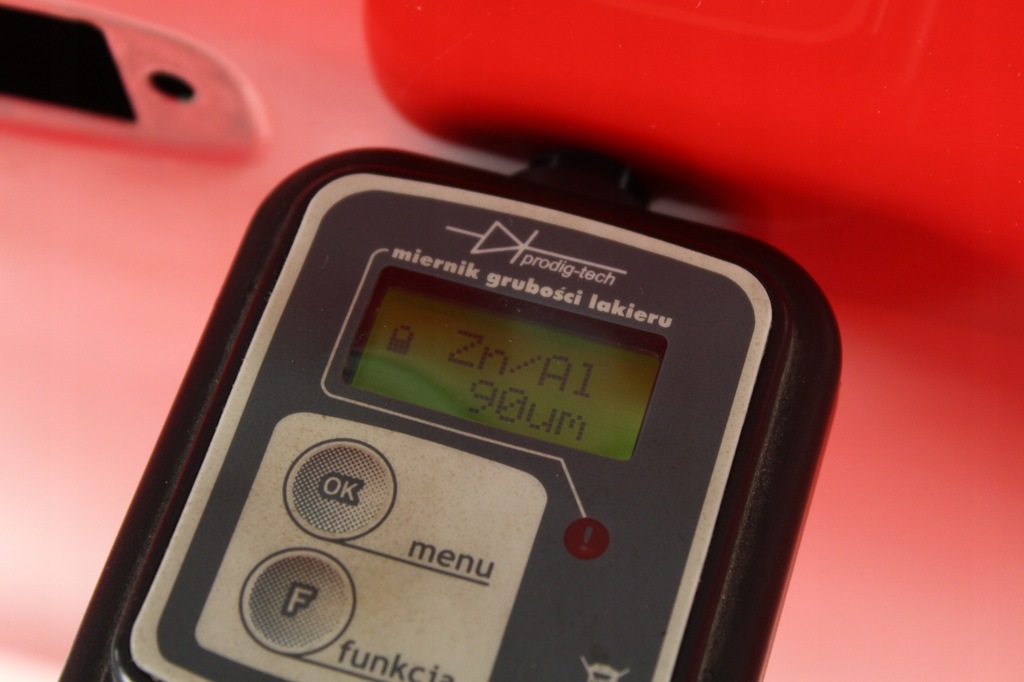 prodig-tech
miernik grubości lakieru
Zn/Al
90um
OK
menu
!
F
funkcja